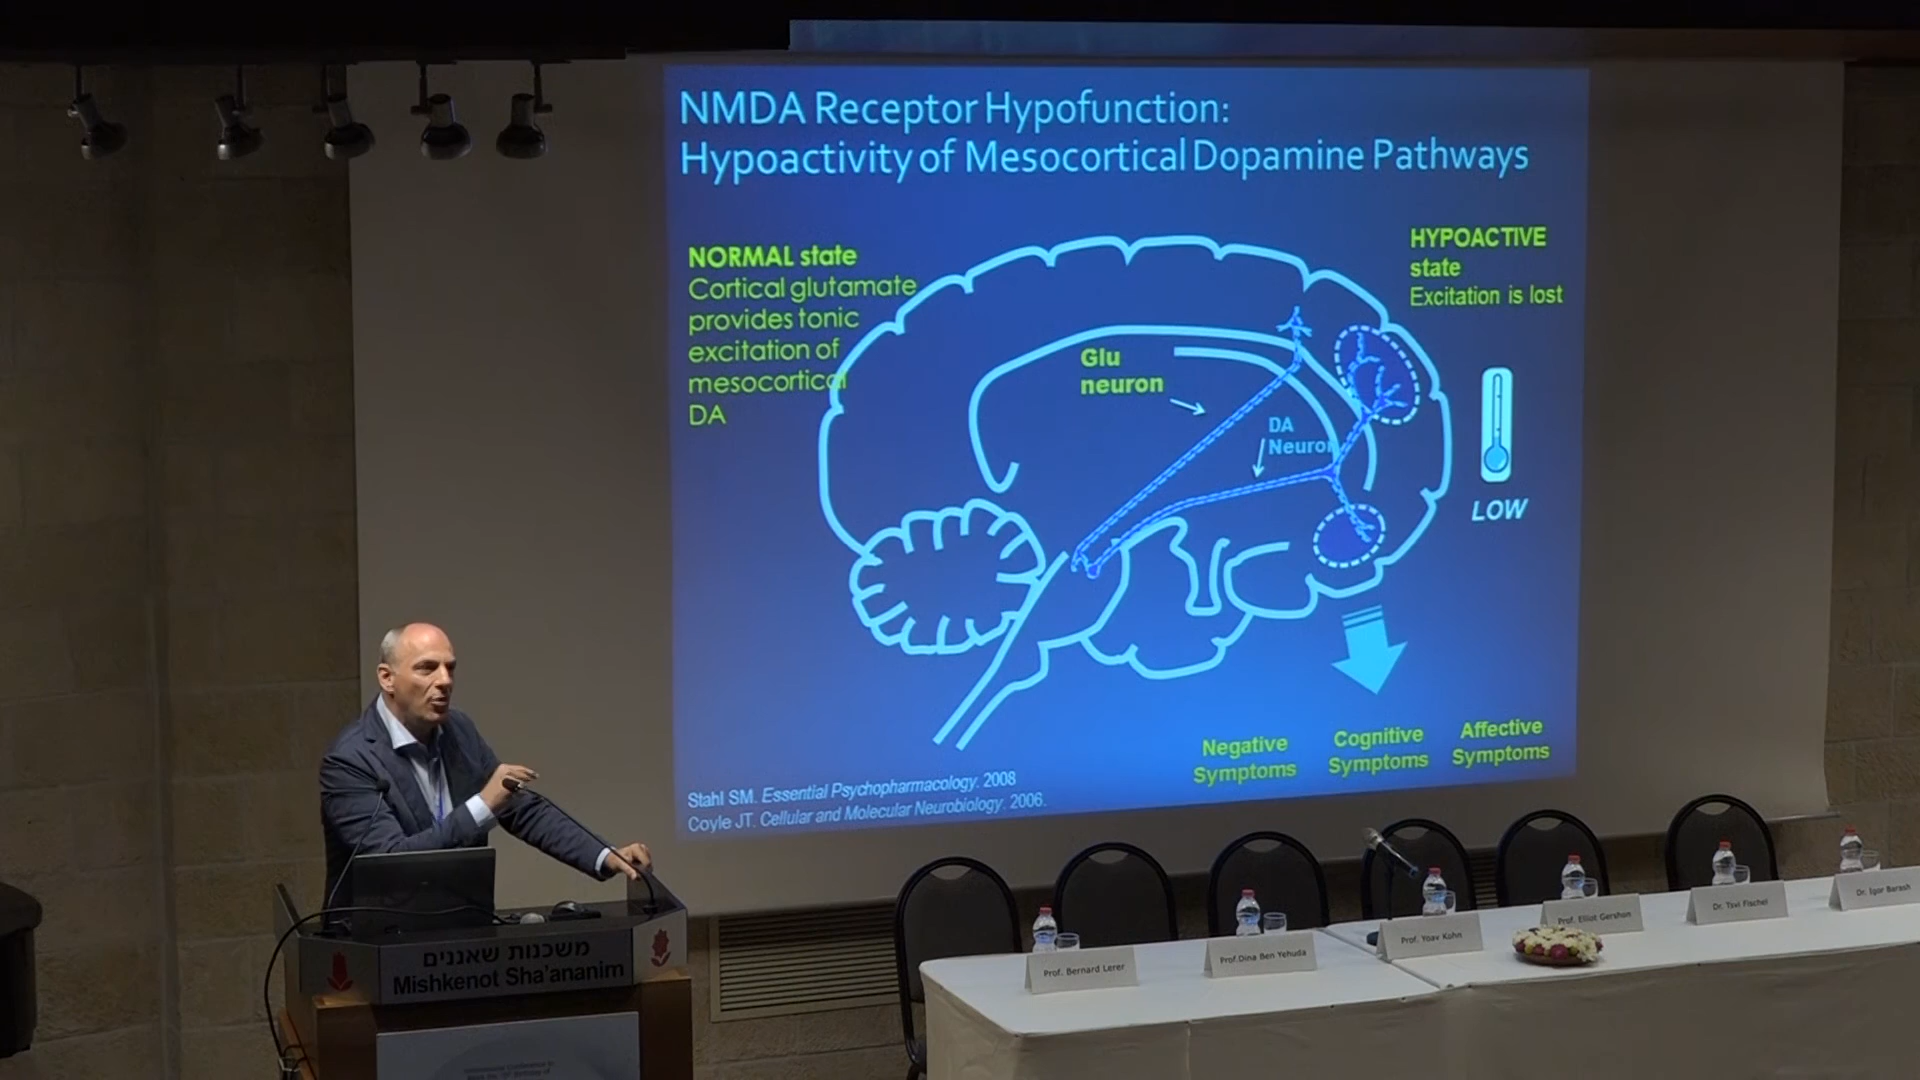 NMDA Receptor Hypofunction:
Hypoactivity of Mesocortical Dopamine Pathways
NORMAL state
Cortical glutamate
provides tonic
excitation of
mesocortical
DA
HYPOACTIVE
state
Excitation is lost
Glu
neuron
DA
Neuron
LOW
Negative
Symptoms
Cognitive
Symptoms
Affective
Symptoms
Stahl SM. Essential Psychopharmacology. 2008
Coyle JT. Cellular and Molecular Neurobiology. 2006.
משכנות שאננים
Mishkenot Sha'ananim
Prof. Bernard Lerer
Prof.Dina Ben Yehuda
Prof. Yoav Kohn
Prof. Elliot Gershon
Dr. Tsvi Fischel
Dr. Igor Barash